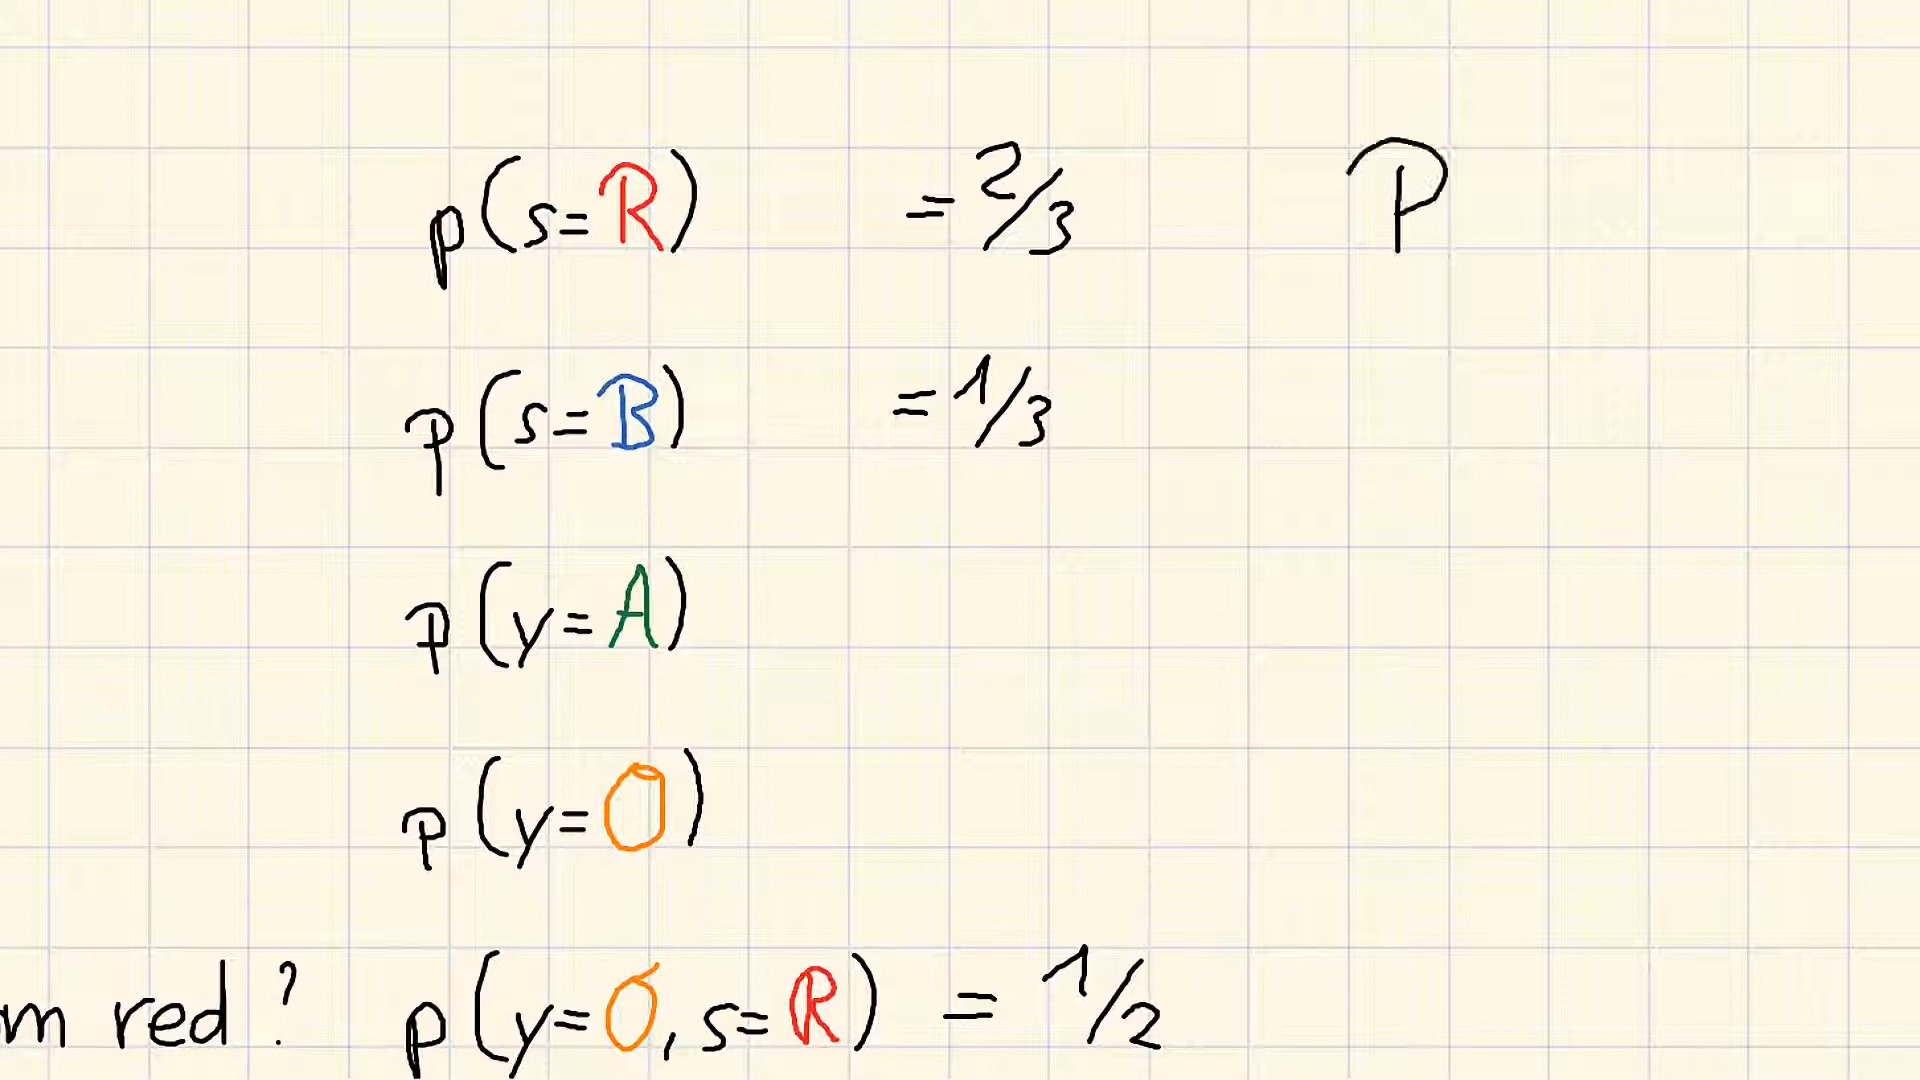 p(s=R) = 2/3 P
p(s=B) = 1/3
p(y=A)
p(y=O)
m red? p(y=O, s=R) = 1/2